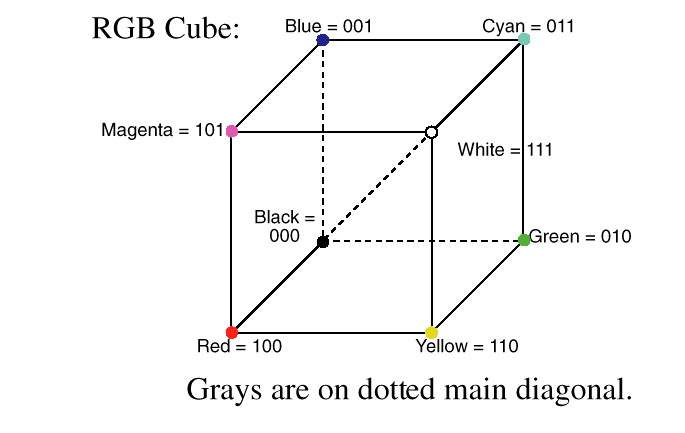 RGB Cube:
Blue = 001
Cyan = 011
Magenta = 101
White = 111
Black =
000
Green = 010
Red = 100
Yellow = 110
Grays are on dotted main diagonal.